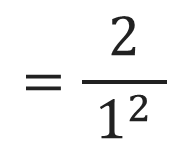 = 2/1²